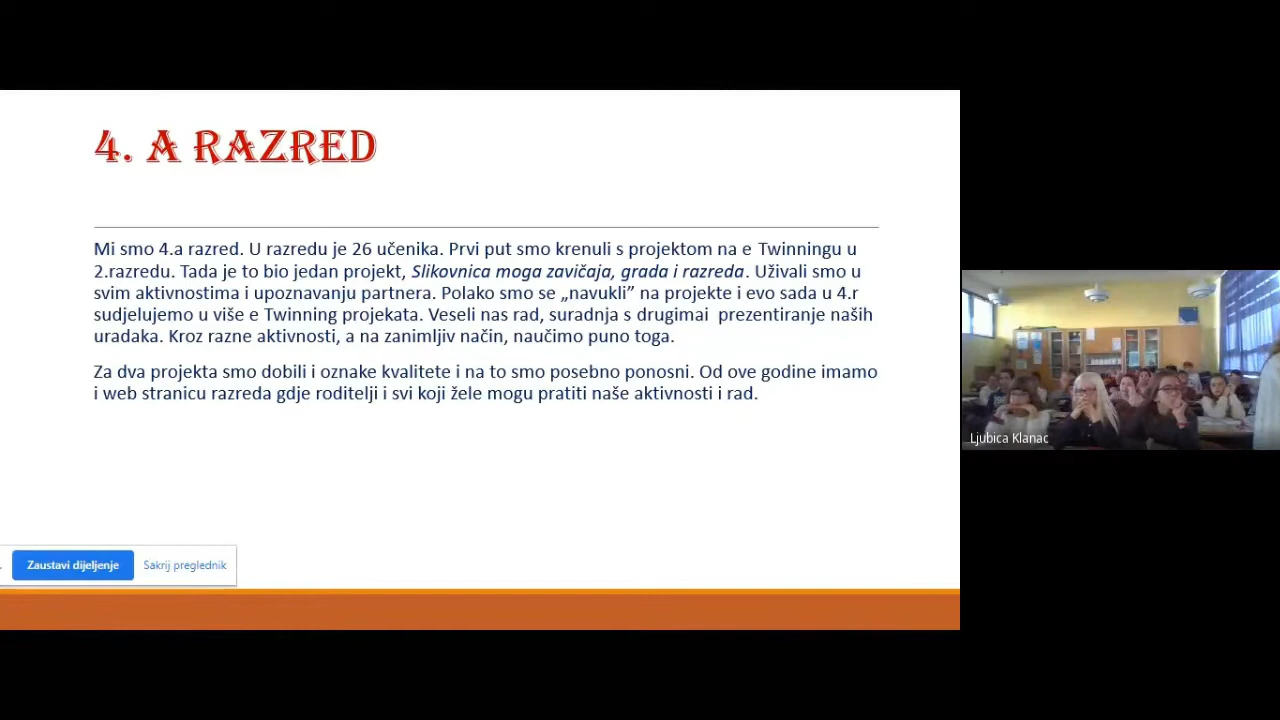 4. A RAZRED
Mi smo 4.a razred. U razredu je 26 učenika. Prvi put smo krenuli s projektom na e Twinningu u
2.razredu. Tada je to bio jedan projekt, Slikovnica moga zavičaja, grada i razreda. Uživali smo u
svim aktivnostima i upoznavanju partnera. Polako smo se „navukli” na projekte i evo sada u 4.r
sudjelujemo u više e Twinning projekata. Veseli nas rad, suradnja s drugimai prezentiranje naših
uradaka. Kroz razne aktivnosti, a na zanimljiv način, naučimo puno toga.
Za dva projekta smo dobili i oznake kvalitete i na to smo posebno ponosni. Od ove godine imamo
i web stranicu razreda gdje roditelji i svi koji žele mogu pratiti naše aktivnosti i rad.
Zaustavi dijeljenje
Sakrij preglednik
Ljubica Klanac